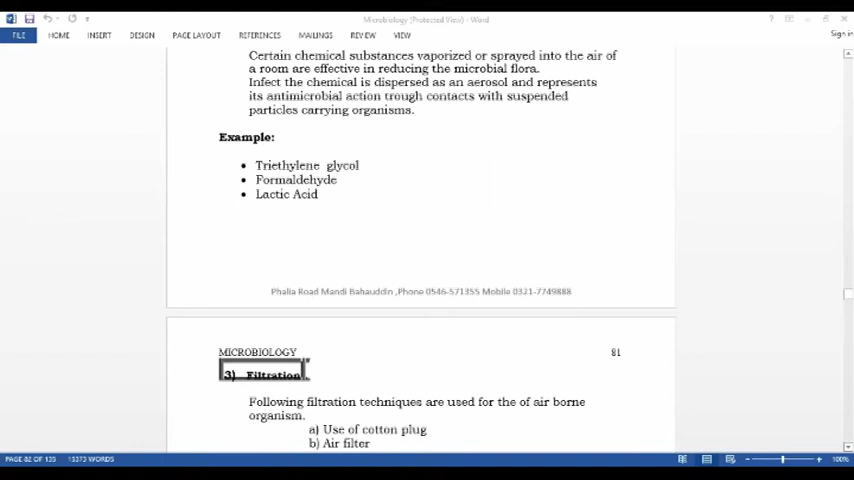 Microbiology (Protected View) - Word
Sign in
FILE HOME INSERT DESIGN PAGE LAYOUT REFERENCES MAILINGS REVIEW VIEW
Certain chemical substances vaporized or sprayed into the air of
a room are effective in reducing the microbial flora.
Infect the chemical is dispersed as an aerosol and represents
its antimicrobial action trough contacts with suspended
particles carrying organisms.
Example:
• Triethylene glycol
• Formaldehyde
• Lactic Acid
Phalia Road Mandi Bahauddin ,Phone 0546-571355 Mobile 0321-7749888
MICROBIOLOGY 81
3) Filtration
Following filtration techniques are used for the of air borne
organism.
a) Use of cotton plug
b) Air filter
PAGE 82 OF 135 15373 WORDS 100%